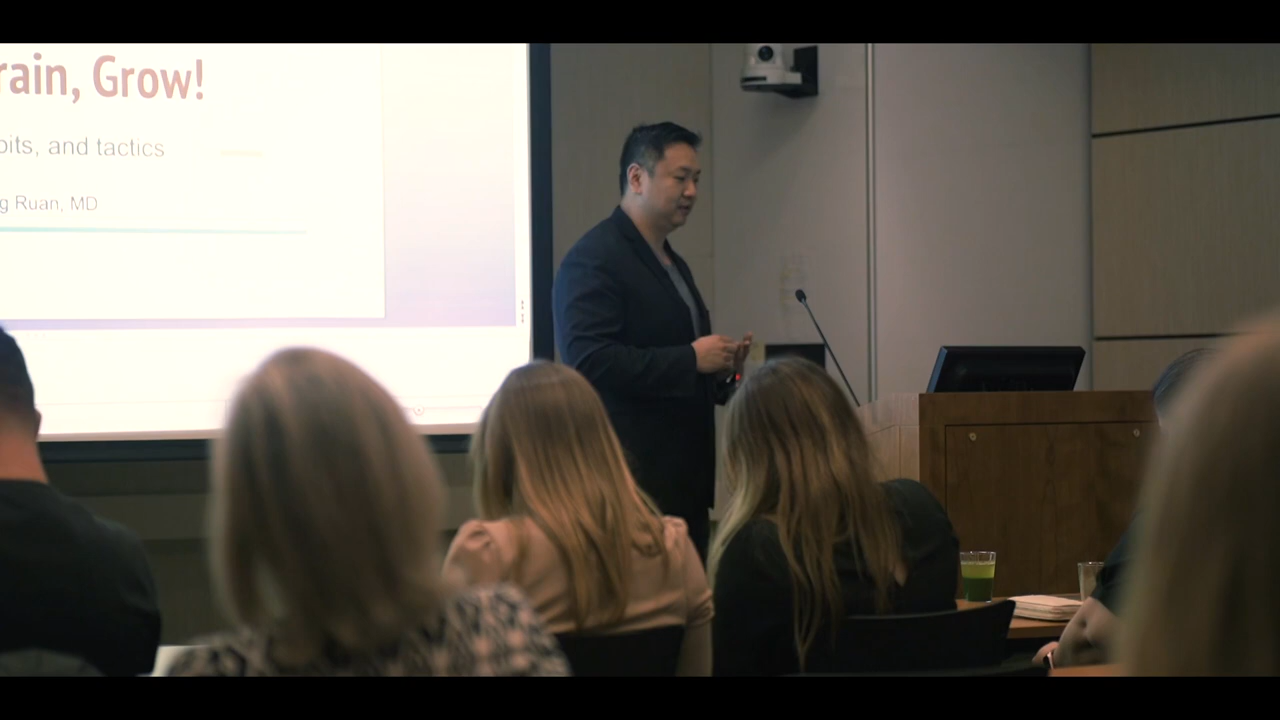 rain, Grow!
bits, and tactics
g Ruan, MD